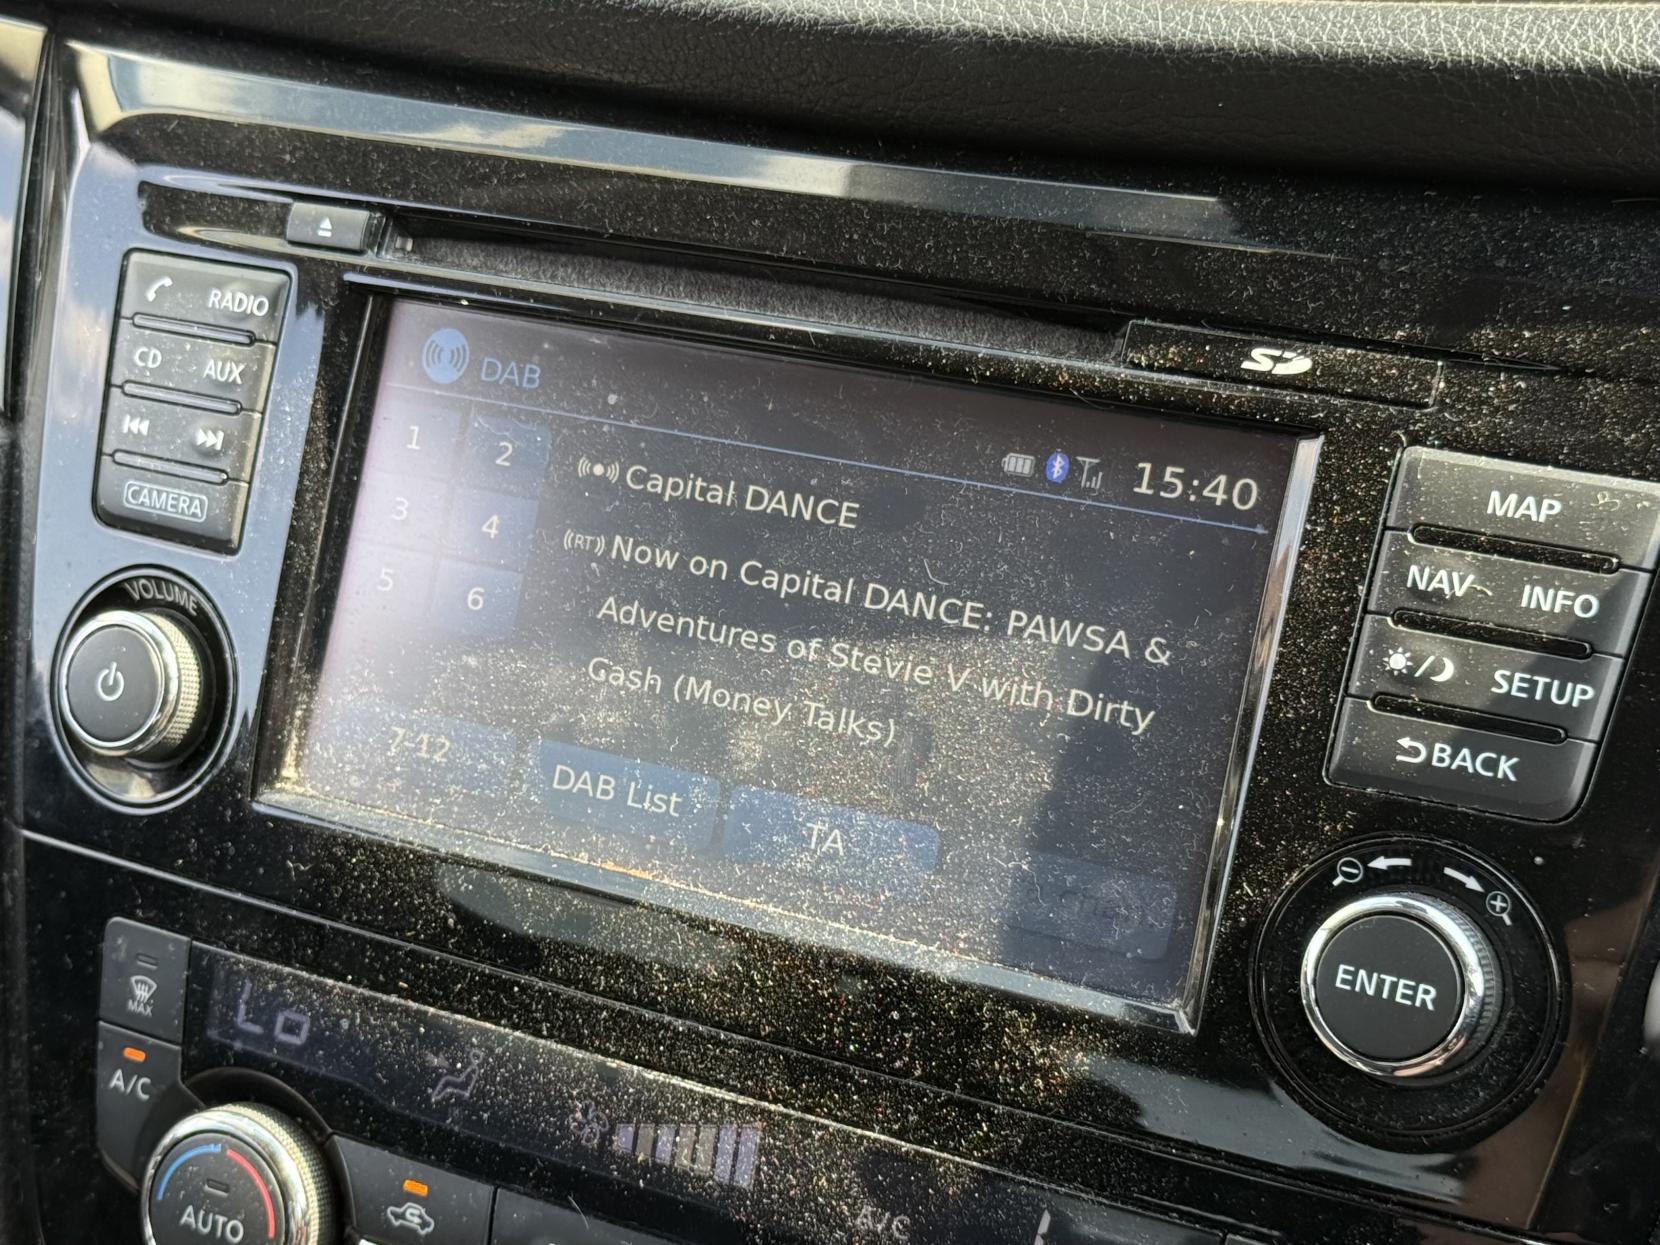 RADIO
CD AUX
CAMERA
VOLUME
SD
DAB
15:40
1 2
3 4
5 6
7-12
Capital DANCE
(RT) Now on Capital DANCE: PAWSA &
Adventures of Stevie V with Dirty
Cash (Money Talks)
DAB List
TA
MAP
NAV INFO
SETUP
BACK
ENTER
MAX
A/C
Lo
AUTO
A/C